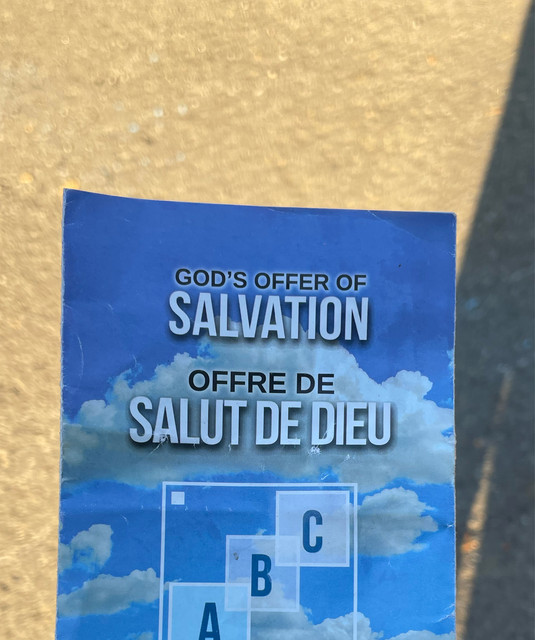 GOD'S OFFER OF
SALVATION
OFFRE DE
SALUT DE DIEU
C
B
A